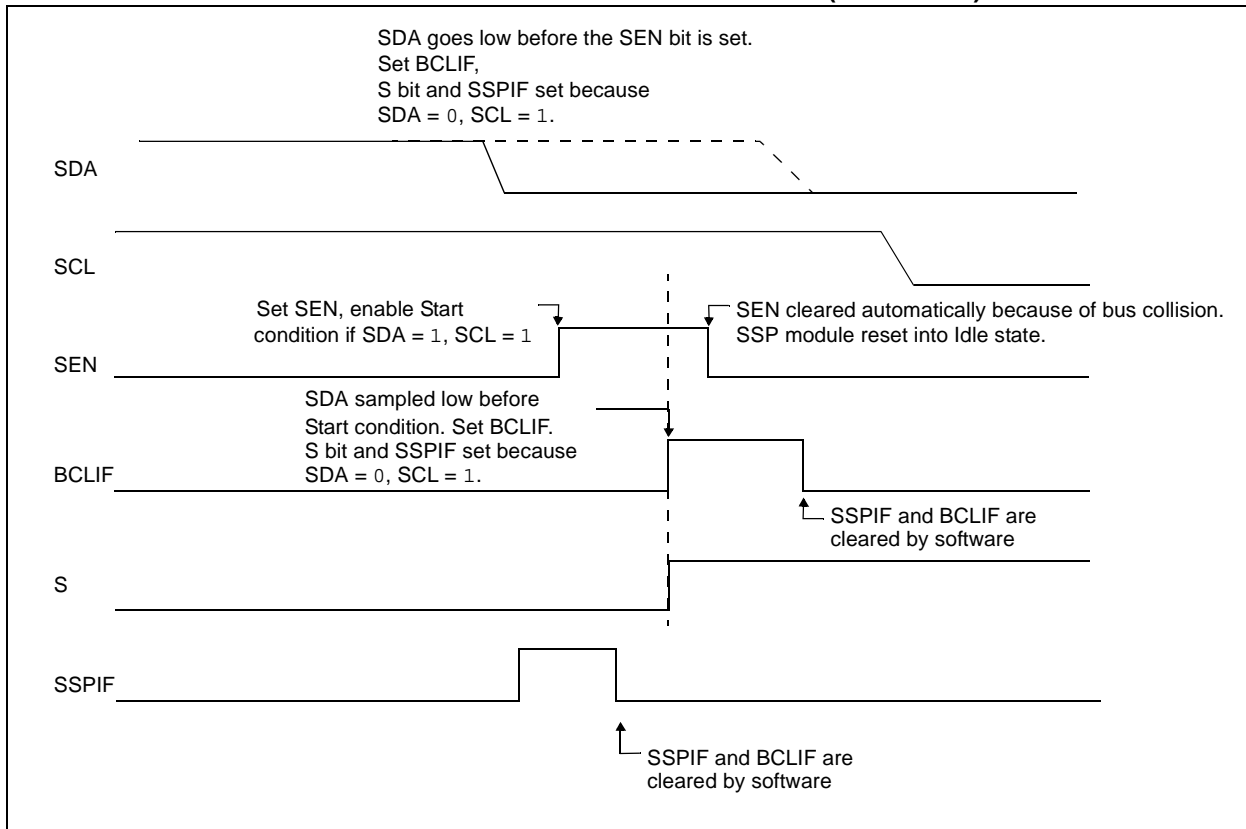 SDA goes low before the SEN bit is set.
Set BCLIF,
S bit and SSPIF set because
SDA = 0, SCL = 1.
SDA
SCL
Set SEN, enable Start
condition if SDA = 1, SCL = 1
SEN cleared automatically because of bus collision.
SSP module reset into Idle state.
SEN
SDA sampled low before
Start condition. Set BCLIF.
S bit and SSPIF set because
SDA = 0, SCL = 1.
BCLIF
SSPIF and BCLIF are
cleared by software
S
SSPIF
SSPIF and BCLIF are
cleared by software